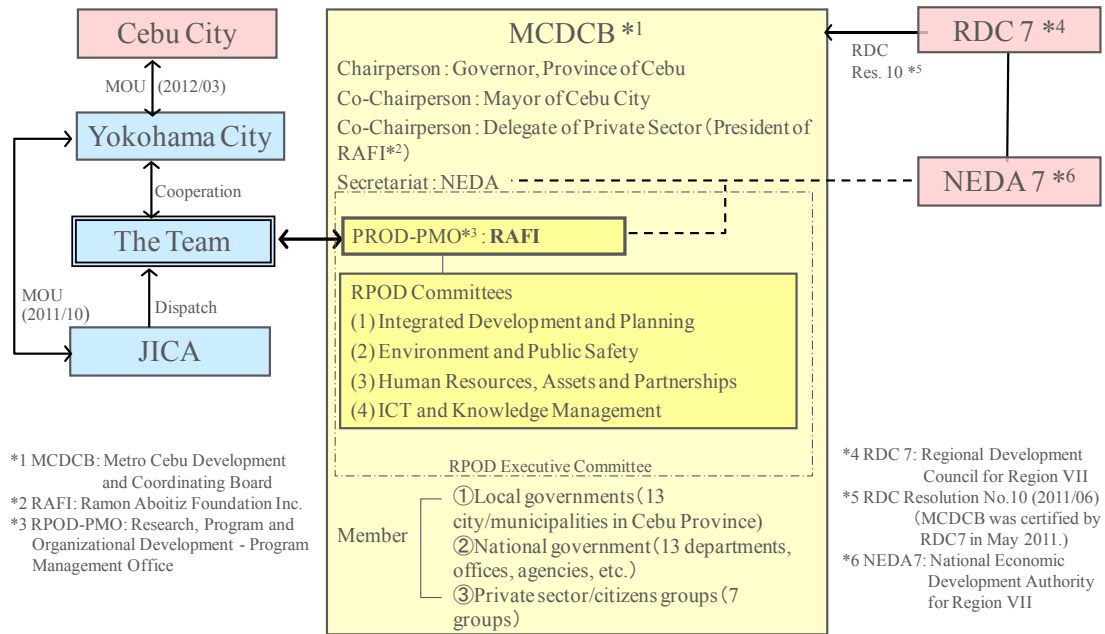 Cebu City
MOU (2012/03)
Yokohama City
Cooperation
The Team
MOU
(2011/10)
Dispatch
JICA
*1 MCDCB: Metro Cebu Development
and Coordinating Board
*2 RAFI: Ramon Aboitiz Foundation Inc.
*3 RPOD-PMO: Research, Program and
Organizational Development - Program
Management Office
MCDCB *1
Chairperson : Governor, Province of Cebu
Co-Chairperson : Mayor of Cebu City
Co-Chairperson : Delegate of Private Sector (President of
RAFI*2)
Secretariat : NEDA
PROD-PMO*3 : RAFI
RPOD Committees
(1) Integrated Development and Planning
(2) Environment and Public Safety
(3) Human Resources, Assets and Partnerships
(4) ICT and Knowledge Management
RPOD Executive Committee
Member
①Local governments (13
city/municipalities in Cebu Province)
②National government (13 departments,
offices, agencies, etc.)
③Private sector/citizens groups (7
groups)
RDC 7 *4
RDC
Res. 10 *5
NEDA 7 *6
*4 RDC 7: Regional Development
Council for Region VII
*5 RDC Resolution No.10 (2011/06)
(MCDCB was certified by
RDC7 in May 2011.)
*6 NEDA7: National Economic
Development Authority
for Region VII